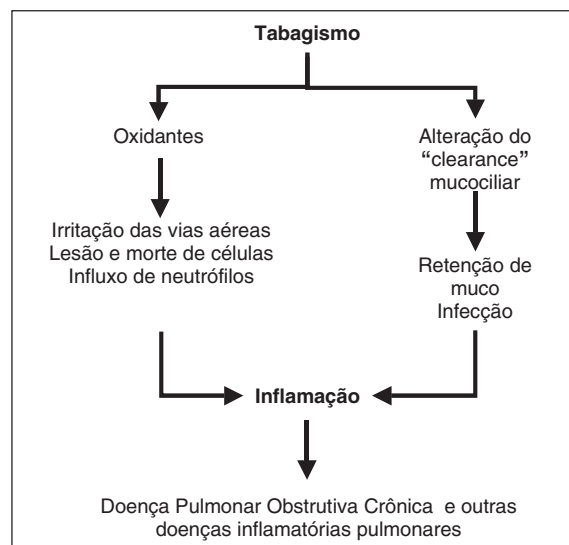 Tabagismo
Oxidantes
Irritação das vias aéreas
Lesão e morte de células
Influxo de neutrófilos
Alteração do
“clearance”
mucociliar
Retenção de
muco
Infecção
Inflamação
Doença Pulmonar Obstrutiva Crônica e outras
doenças inflamatórias pulmonares